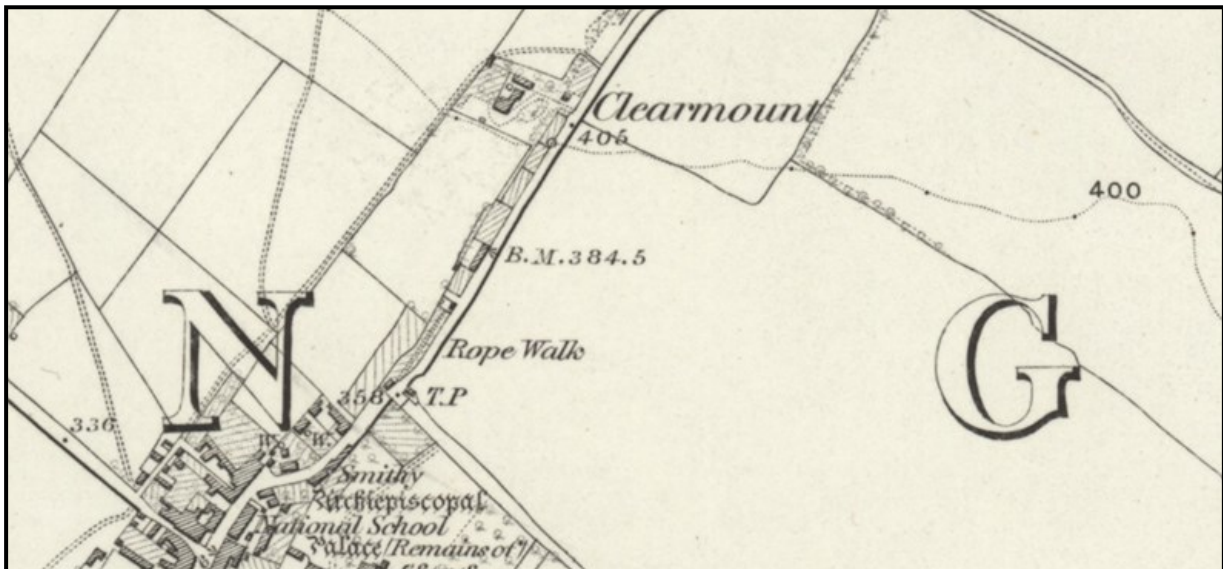 Clearmount
405
400
B.M.384.5
N G
Rope Walk
358 T.P
336
W. W.
Smithy
Archiepiscopal
National School
Palace (Remains of)